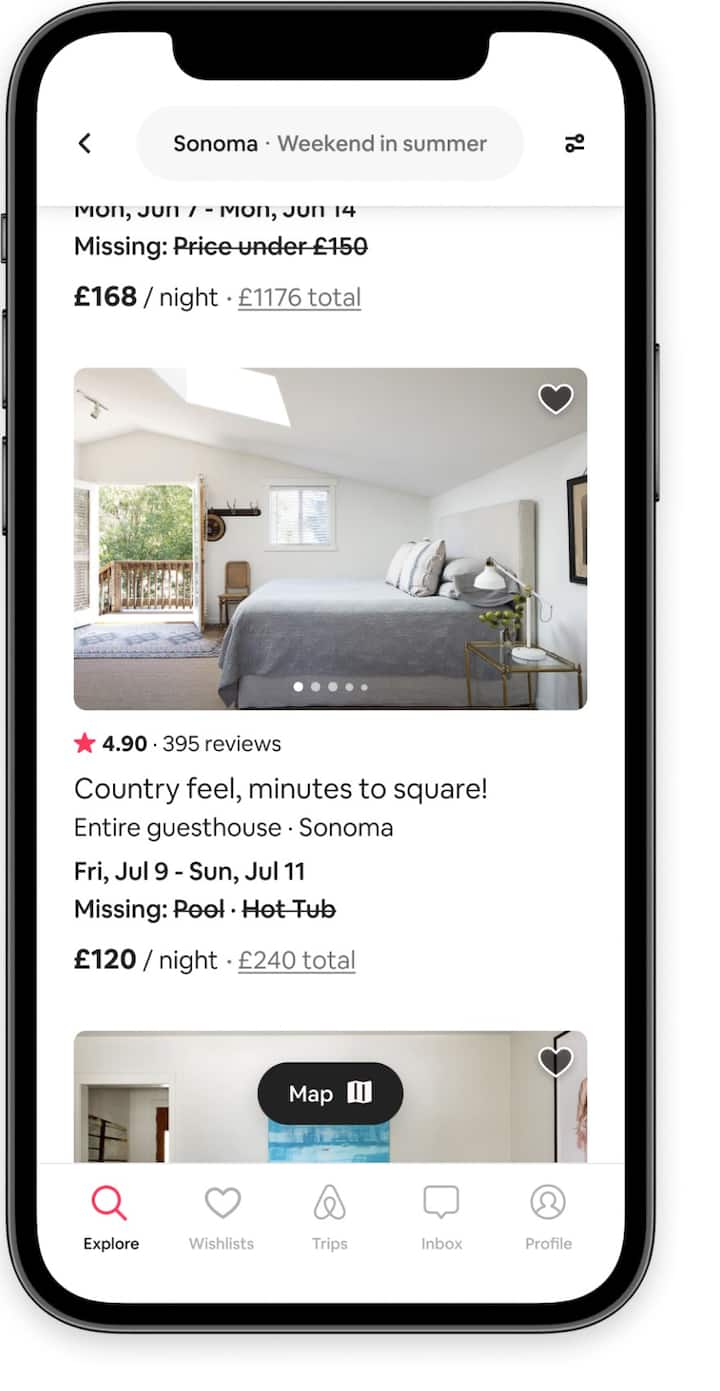 Sonoma · Weekend in summer
Mon, Jun 7 - Mon, Jun 14
Missing: Price under £150
£168 / night · £1176 total
4.90 · 395 reviews
Country feel, minutes to square!
Entire guesthouse · Sonoma
Fri, Jul 9 - Sun, Jul 11
Missing: Pool · Hot Tub
£120 / night · £240 total
Map
Explore Wishlists Trips Inbox Profile